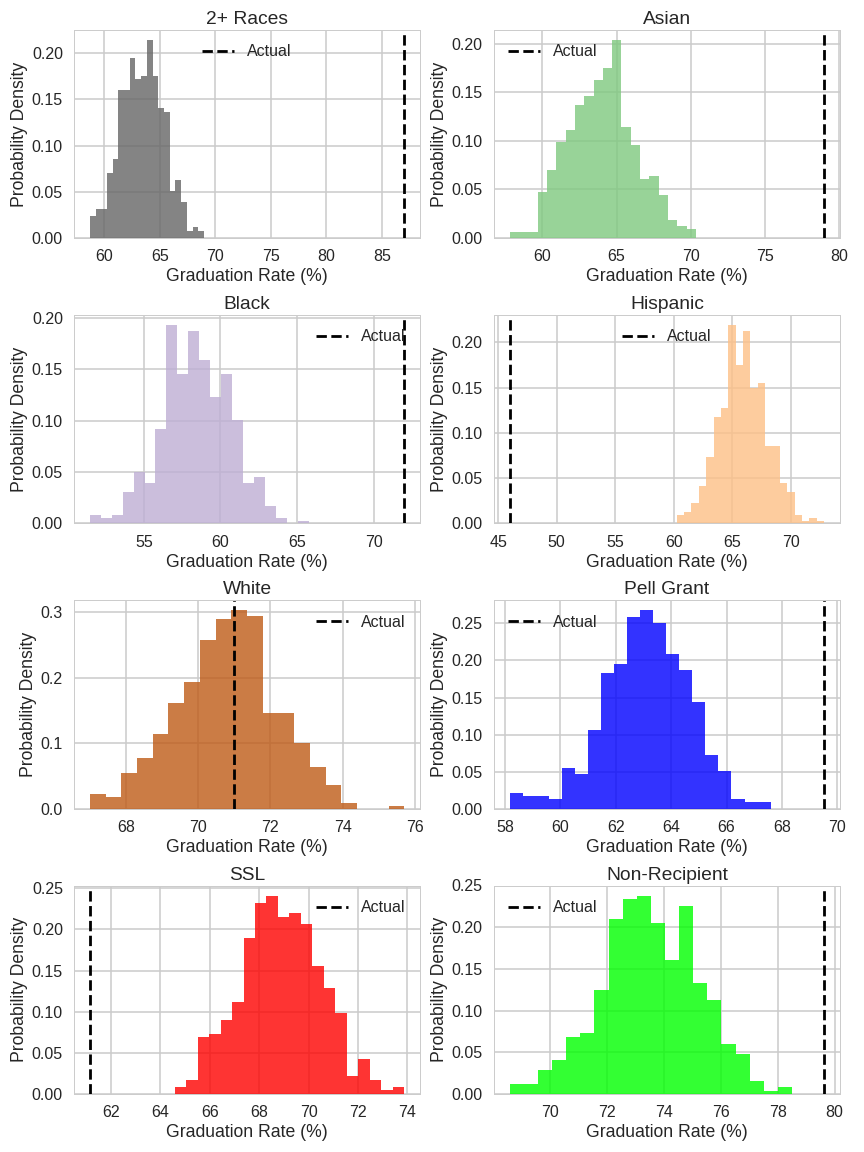 2+ Races
Probability Density
0.20
0.15
0.10
0.05
0.00
Actual
60 65 70 75 80 85
Graduation Rate (%)
Asian
Probability Density
0.20
0.15
0.10
0.05
0.00
Actual
60 65 70 75 80
Graduation Rate (%)
Black
Probability Density
0.20
0.15
0.10
0.05
0.00
Actual
55 60 65 70
Graduation Rate (%)
Hispanic
Probability Density
0.20
0.15
0.10
0.05
0.00
Actual
45 50 55 60 65 70
Graduation Rate (%)
White
Probability Density
0.3
0.2
0.1
0.0
Actual
68 70 72 74 76
Graduation Rate (%)
Pell Grant
Probability Density
0.25
0.20
0.15
0.10
0.05
0.00
Actual
58 60 62 64 66 68 70
Graduation Rate (%)
SSL
Probability Density
0.25
0.20
0.15
0.10
0.05
0.00
Actual
62 64 66 68 70 72 74
Graduation Rate (%)
Non-Recipient
Probability Density
0.25
0.20
0.15
0.10
0.05
0.00
Actual
70 72 74 76 78 80
Graduation Rate (%)